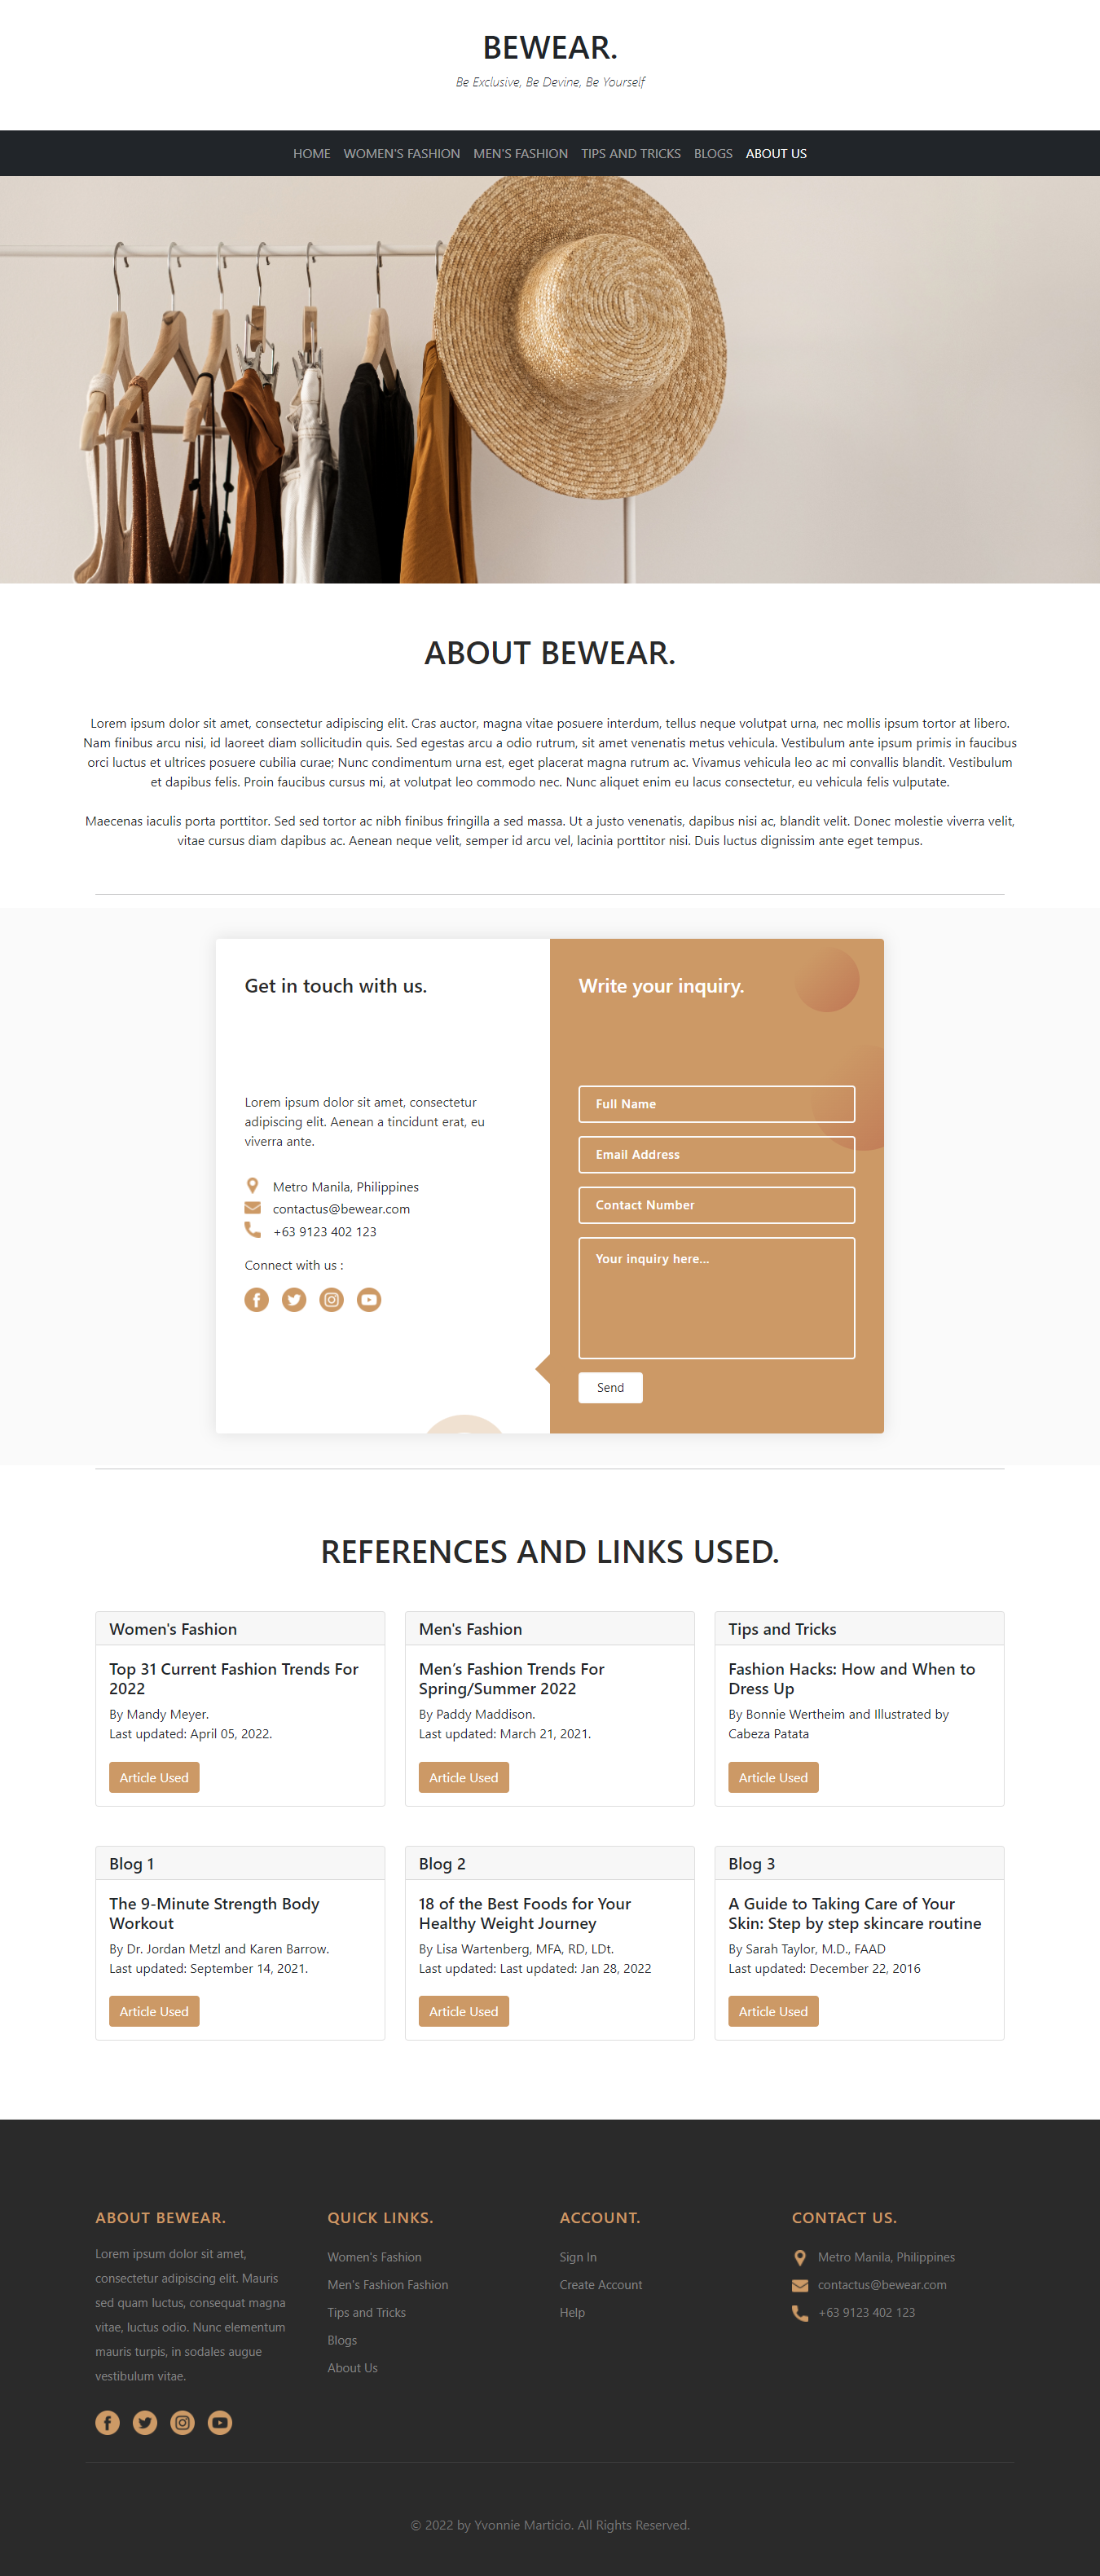 BEWEAR.
Be Exclusive, Be Devine, Be Yourself
HOME WOMEN'S FASHION MEN'S FASHION TIPS AND TRICKS BLOGS ABOUT US
ABOUT BEWEAR.
Lorem ipsum dolor sit amet, consectetur adipiscing elit. Cras auctor, magna vitae posuere interdum, tellus neque volutpat urna, nec mollis ipsum tortor at libero.
Nam finibus arcu nisi, id laoreet diam sollicitudin quis. Sed egestas arcu a odio rutrum, sit amet venenatis metus vehicula. Vestibulum ante ipsum primis in faucibus
orci luctus et ultrices posuere cubilia curae; Nunc condimentum urna est, eget placerat magna rutrum ac. Vivamus vehicula leo ac mi convallis blandit. Vestibulum
et dapibus felis. Proin faucibus cursus mi, at volutpat leo commodo nec. Nunc aliquet enim eu lacus consectetur, eu vehicula felis vulputate.
Maecenas iaculis porta porttitor. Sed sed tortor ac nibh finibus fringilla a sed massa. Ut a justo venenatis, dapibus nisi ac, blandit velit. Donec molestie viverra velit,
vitae cursus diam dapibus ac. Aenean neque velit, semper id arcu vel, lacinia porttitor nisi. Duis luctus dignissim ante eget tempus.
Get in touch with us.
Lorem ipsum dolor sit amet, consectetur
adipiscing elit. Aenean a tincidunt erat, eu
viverra ante.
Metro Manila, Philippines
contactus@bewear.com
+63 9123 402 123
Connect with us :
Write your inquiry.
Full Name
Email Address
Contact Number
Your inquiry here...
Send
REFERENCES AND LINKS USED.
Women's Fashion
Top 31 Current Fashion Trends For
2022
By Mandy Meyer.
Last updated: April 05, 2022.
Article Used
Men's Fashion
Men’s Fashion Trends For
Spring/Summer 2022
By Paddy Maddison.
Last updated: March 21, 2021.
Article Used
Tips and Tricks
Fashion Hacks: How and When to
Dress Up
By Bonnie Wertheim and Illustrated by
Cabeza Patata
Article Used
Blog 1
The 9-Minute Strength Body
Workout
By Dr. Jordan Metzl and Karen Barrow.
Last updated: September 14, 2021.
Article Used
Blog 2
18 of the Best Foods for Your
Healthy Weight Journey
By Lisa Wartenberg, MFA, RD, LDt.
Last updated: Last updated: Jan 28, 2022
Article Used
Blog 3
A Guide to Taking Care of Your
Skin: Step by step skincare routine
By Sarah Taylor, M.D., FAAD
Last updated: December 22, 2016
Article Used
ABOUT BEWEAR.
Lorem ipsum dolor sit amet,
consectetur adipiscing elit. Mauris
sed quam luctus, consequat magna
vitae, luctus odio. Nunc elementum
mauris turpis, in sodales augue
vestibulum vitae.
QUICK LINKS.
Women's Fashion
Men's Fashion Fashion
Tips and Tricks
Blogs
About Us
ACCOUNT.
Sign In
Create Account
Help
CONTACT US.
Metro Manila, Philippines
contactus@bewear.com
+63 9123 402 123
© 2022 by Yvonnie Marticio. All Rights Reserved.